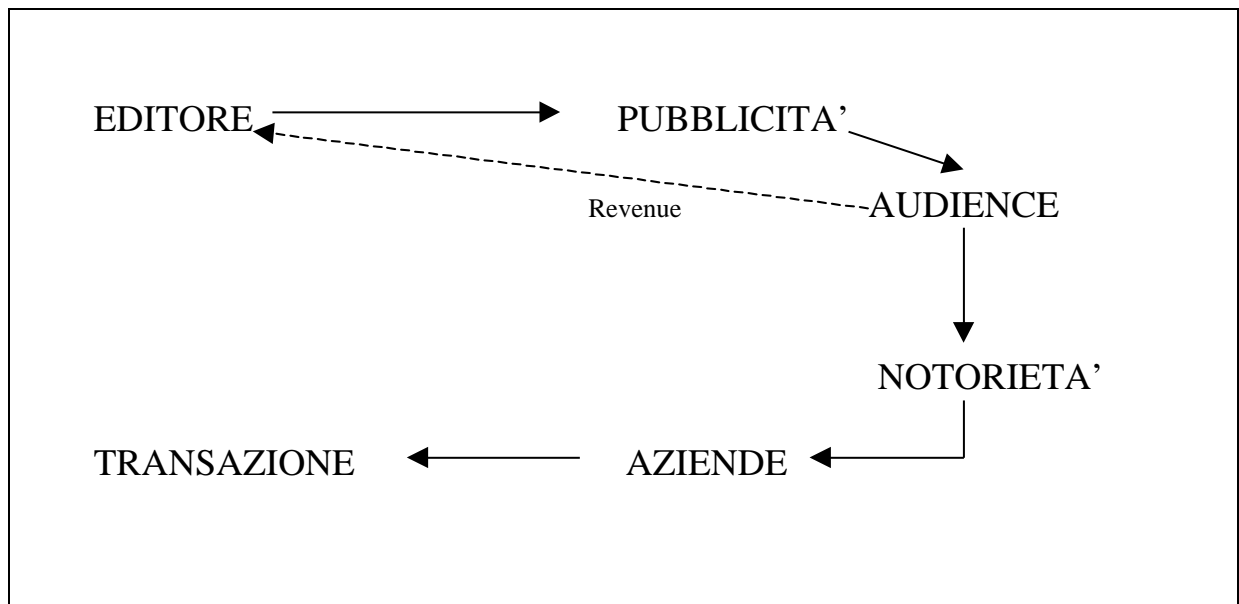 EDITORE PUBBLICITA’
Revenue AUDIENCE
NOTORIETA’
TRANSAZIONE AZIENDE